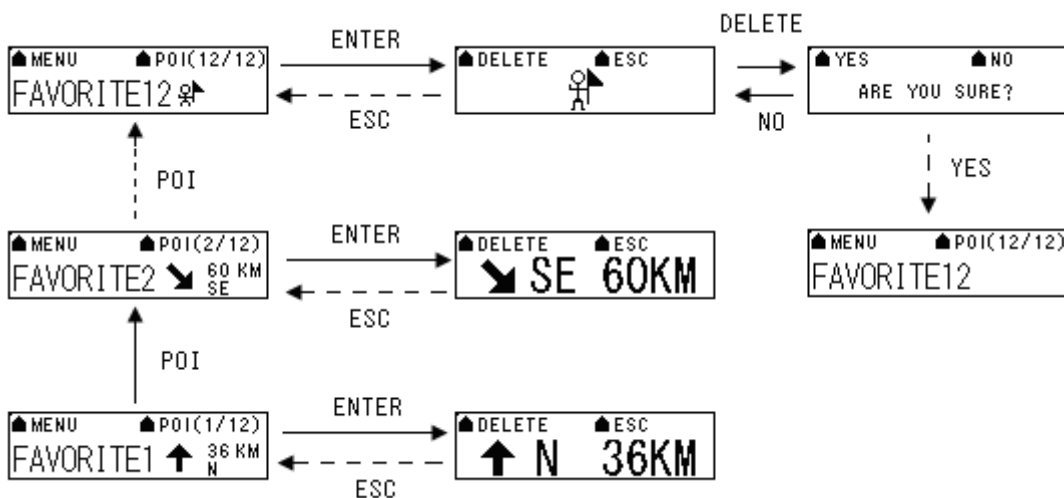 DELETE
ENTER
MENU POI(12/12)
FAVORITE12
DELETE ESC
YES NO
ARE YOU SURE?
ESC
NO
POI
YES
ENTER
MENU POI(2/12)
FAVORITE2 60 KM
SE
DELETE ESC
SE 60KM
MENU POI(12/12)
FAVORITE12
ESC
POI
ENTER
MENU POI(1/12)
FAVORITE1 36 KM
N
DELETE ESC
N 36KM
ESC